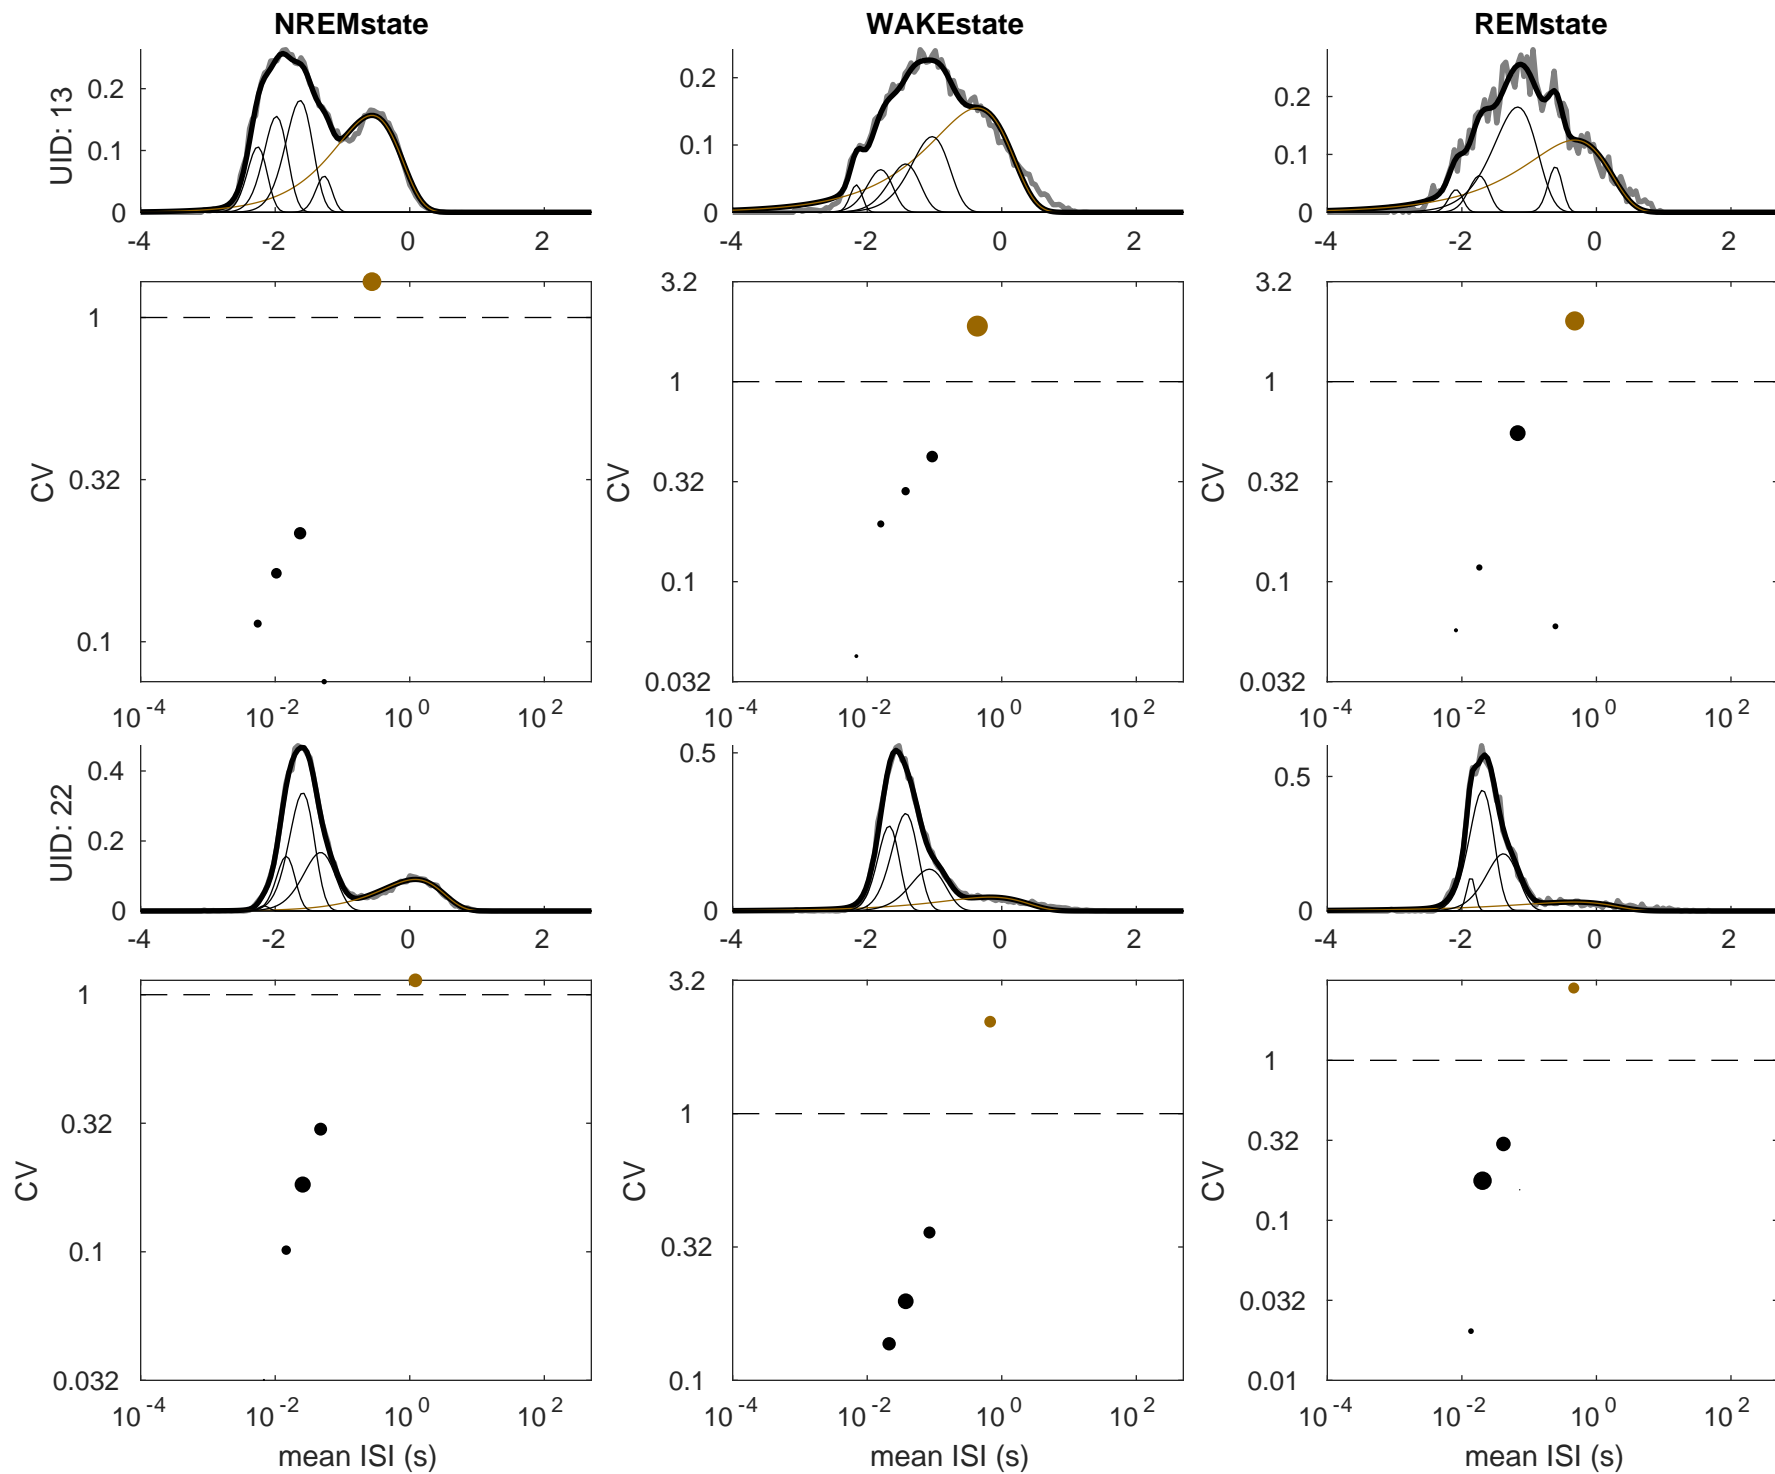 NREMstate WAKEstate REMstate
UID: 13
0.2 0.1 0
0.2 0.1 0
0.2 0.1 0
-4 -2 0 2
-4 -2 0 2
-4 -2 0 2
CV
1 0.32 0.1
CV
3.2 1 0.32 0.1 0.032
CV
3.2 1 0.32 0.1 0.032
10^-4 10^-2 10^0 10^2
10^-4 10^-2 10^0 10^2
10^-4 10^-2 10^0 10^2
UID: 22
0.4 0.2 0
0.5 0
0.5 0
-4 -2 0 2
-4 -2 0 2
-4 -2 0 2
CV
1 0.32 0.1 0.032
CV
3.2 1 0.32 0.1
CV
1 0.32 0.1 0.032 0.01
10^-4 10^-2 10^0 10^2
10^-4 10^-2 10^0 10^2
10^-4 10^-2 10^0 10^2
mean ISI (s) mean ISI (s) mean ISI (s)